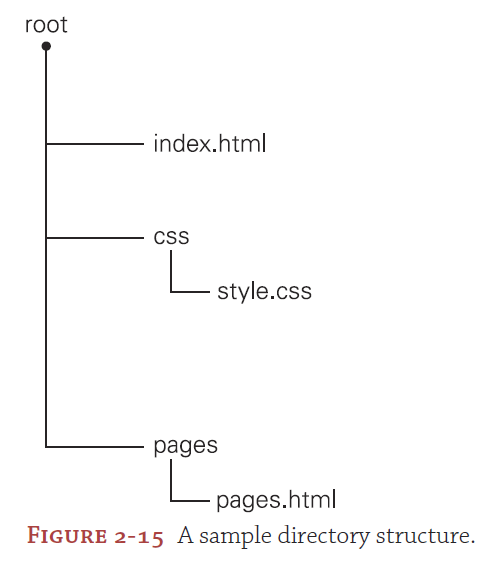 root
index.html
css
style.css
pages
pages.html
FIGURE 2-15 A sample directory structure.